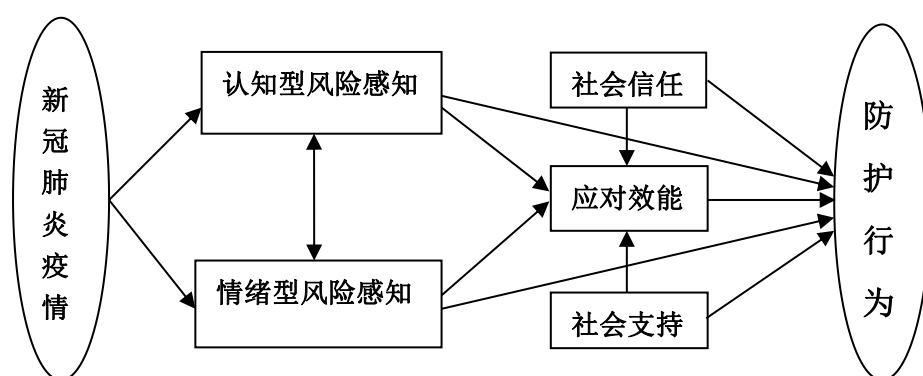 新冠肺炎疫情
认知型风险感知
情绪型风险感知
社会信任
应对效能
社会支持
防护行为